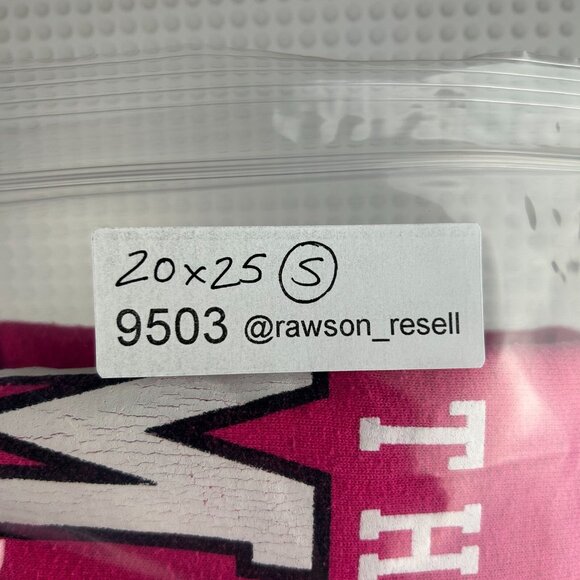 20x25 Ⓢ
9503 @rawson_resell
M
TH